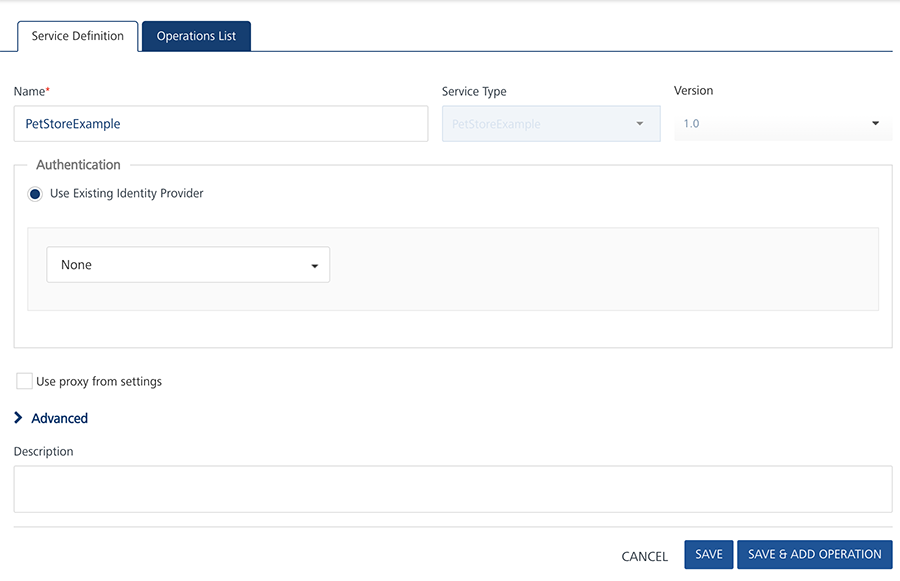 Service Definition Operations List
Name* Service Type Version
PetStoreExample PetStoreExample 1.0
Authentication
Use Existing Identity Provider
None
Use proxy from settings
Advanced
Description
CANCEL SAVE SAVE & ADD OPERATION